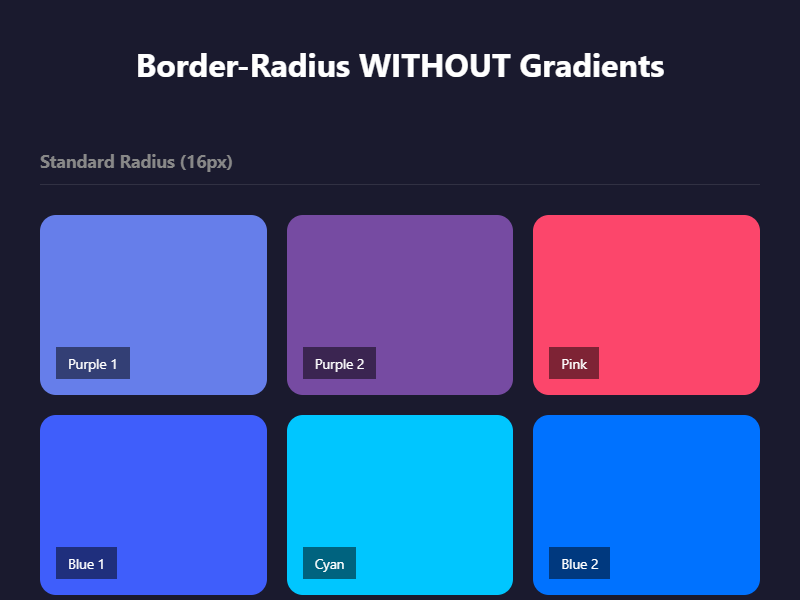 Border-Radius WITHOUT Gradients
Standard Radius (16px)
Purple 1
Purple 2
Pink
Blue 1
Cyan
Blue 2